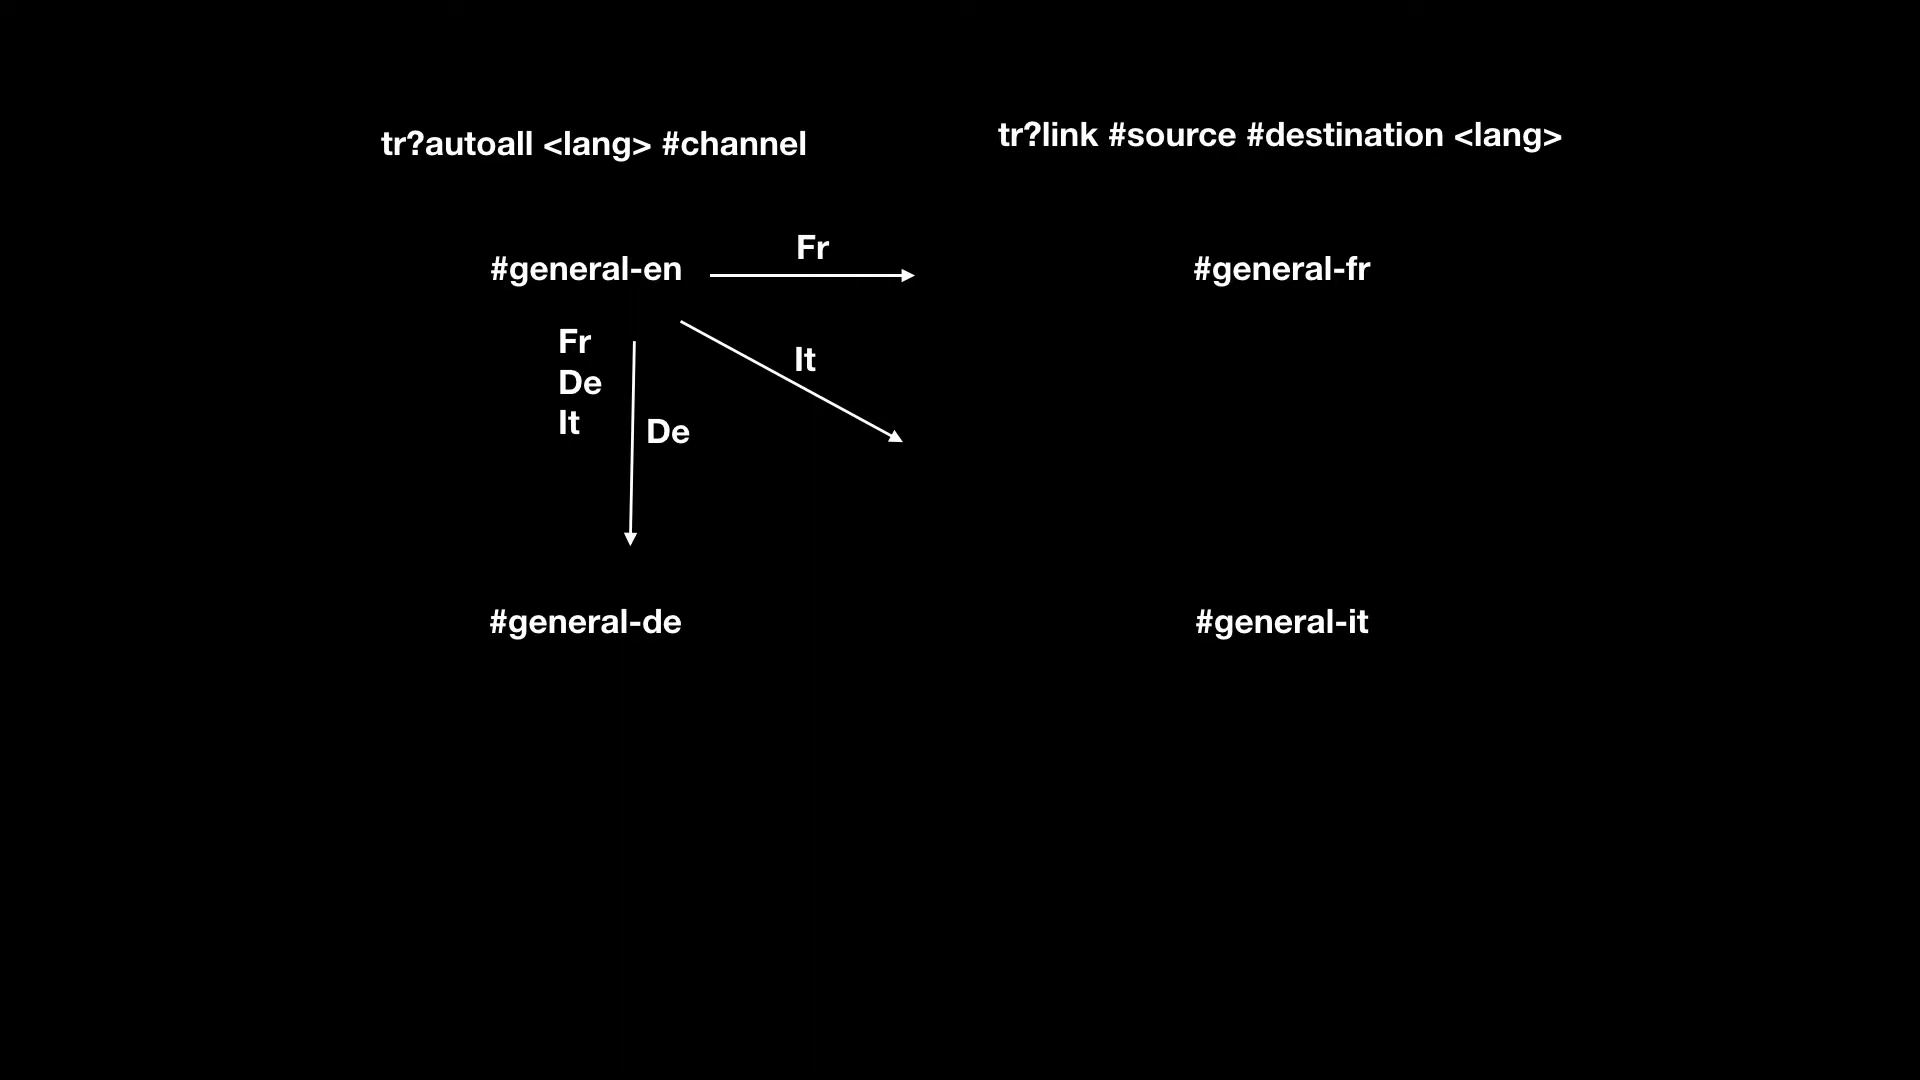 tr?autoall <lang> #channel
tr?link #source #destination <lang>
#general-en
Fr
#general-fr
Fr
De
It
De
It
#general-de
#general-it